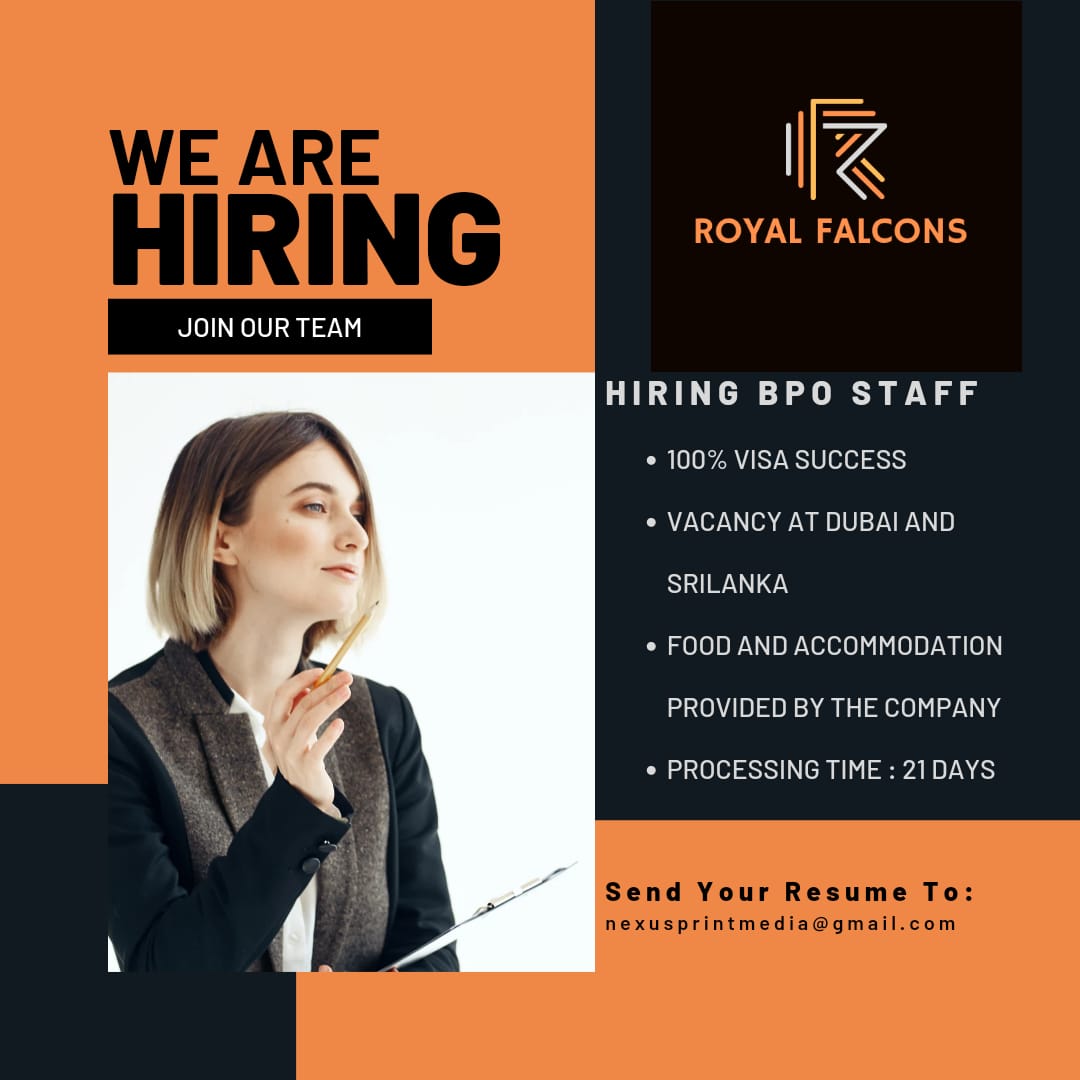 WE ARE
HIRING
JOIN OUR TEAM
ROYAL FALCONS
HIRING BPO STAFF
• 100% VISA SUCCESS
• VACANCY AT DUBAI AND
SRILANKA
• FOOD AND ACCOMMODATION
PROVIDED BY THE COMPANY
• PROCESSING TIME : 21 DAYS
Send Your Resume To:
nexusprintmedia@gmail.com